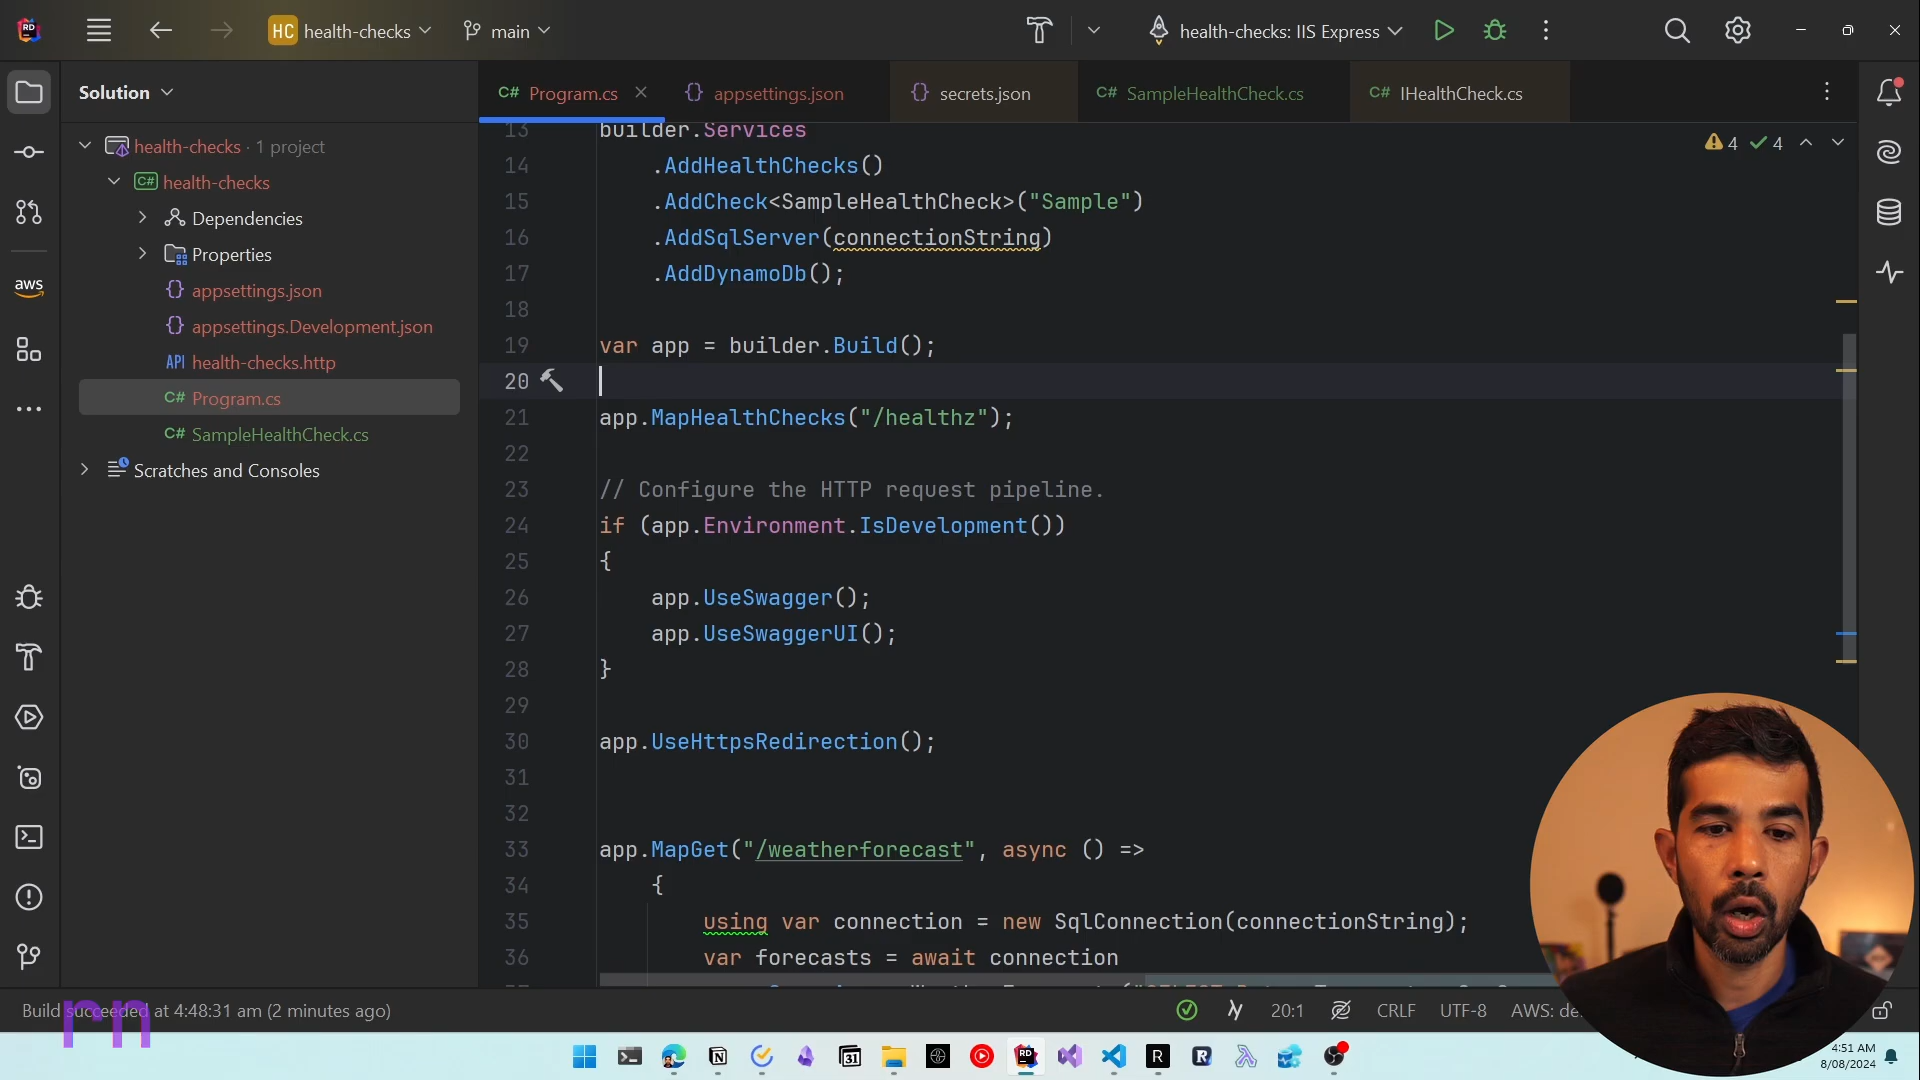 HC health-checks
main
health-checks: IIS Express
Solution
C# Program.cs
{} appsettings.json
{} secrets.json
C# SampleHealthCheck.cs
C# IHealthCheck.cs
health-checks · 1 project
C# health-checks
Dependencies
Properties
{} appsettings.json
{} appsettings.Development.json
API health-checks.http
C# Program.cs
C# SampleHealthCheck.cs
Scratches and Consoles
aws
4 4
13 builder.Services
14 .AddHealthChecks()
15 .AddCheck<SampleHealthCheck>("Sample")
16 .AddSqlServer(connectionString)
17 .AddDynamoDb();
18
19 var app = builder.Build();
20
21 app.MapHealthChecks("/healthz");
22
23 // Configure the HTTP request pipeline.
24 if (app.Environment.IsDevelopment())
25 {
26 app.UseSwagger();
27 app.UseSwaggerUI();
28 }
29
30 app.UseHttpsRedirection();
31
32
33 app.MapGet("/weatherforecast", async () =>
34 {
35 using var connection = new SqlConnection(connectionString);
36 var forecasts = await connection
Build succeeded at 4:48:31 am (2 minutes ago)
rn
20:1 CRLF UTF-8 AWS: de
4:51 AM
8/08/2024